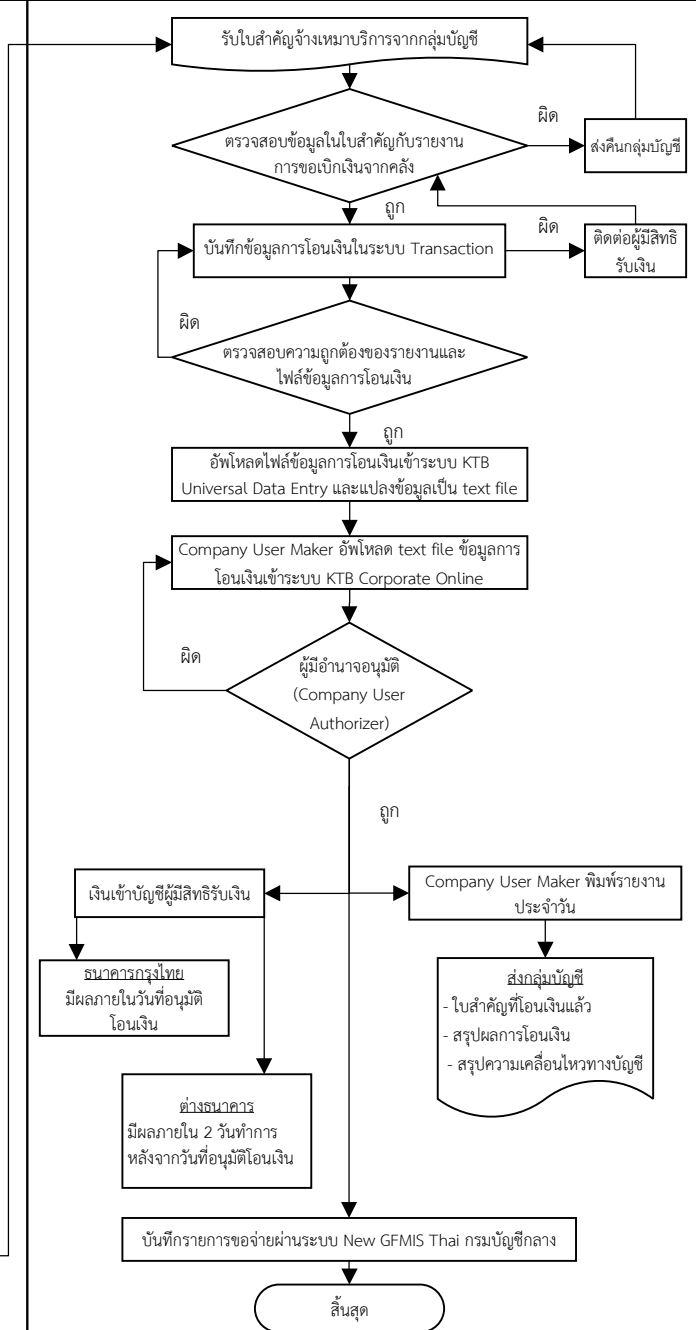 รับใบสำคัญจ้างเหมาบริการจากกลุ่มบัญชี
ผิด
ตรวจสอบข้อมูลในใบสำคัญกับรายงาน
การขอเบิกเงินจากคลัง
ส่งคืนกลุ่มบัญชี
ถูก
ผิด
บันทึกข้อมูลการโอนเงินในระบบ Transaction
ติดต่อผู้มีสิทธิ
รับเงิน
ผิด
ตรวจสอบความถูกต้องของรายงานและ
ไฟล์ข้อมูลการโอนเงิน
ถูก
อัพโหลดไฟล์ข้อมูลการโอนเงินเข้าระบบ KTB
Universal Data Entry และแปลงข้อมูลเป็น text file
Company User Maker อัพโหลด text file ข้อมูลการ
โอนเงินเข้าระบบ KTB Corporate Online
ผิด
ผู้มีอำนาจอนุมัติ
(Company User
Authorizer)
ถูก
เงินเข้าบัญชีผู้มีสิทธิรับเงิน
Company User Maker พิมพ์รายงาน
ประจำวัน
ธนาคารกรุงไทย
มีผลภายในวันที่อนุมัติ
โอนเงิน
ส่งกลุ่มบัญชี
- ใบสำคัญที่โอนเงินแล้ว
- สรุปผลการโอนเงิน
- สรุปความเคลื่อนไหวทางบัญชี
ต่างธนาคาร
มีผลภายใน 2 วันทำการ
หลังจากวันที่อนุมัติโอนเงิน
บันทึกรายการขอจ่ายผ่านระบบ New GFMIS Thai กรมบัญชีกลาง
สิ้นสุด